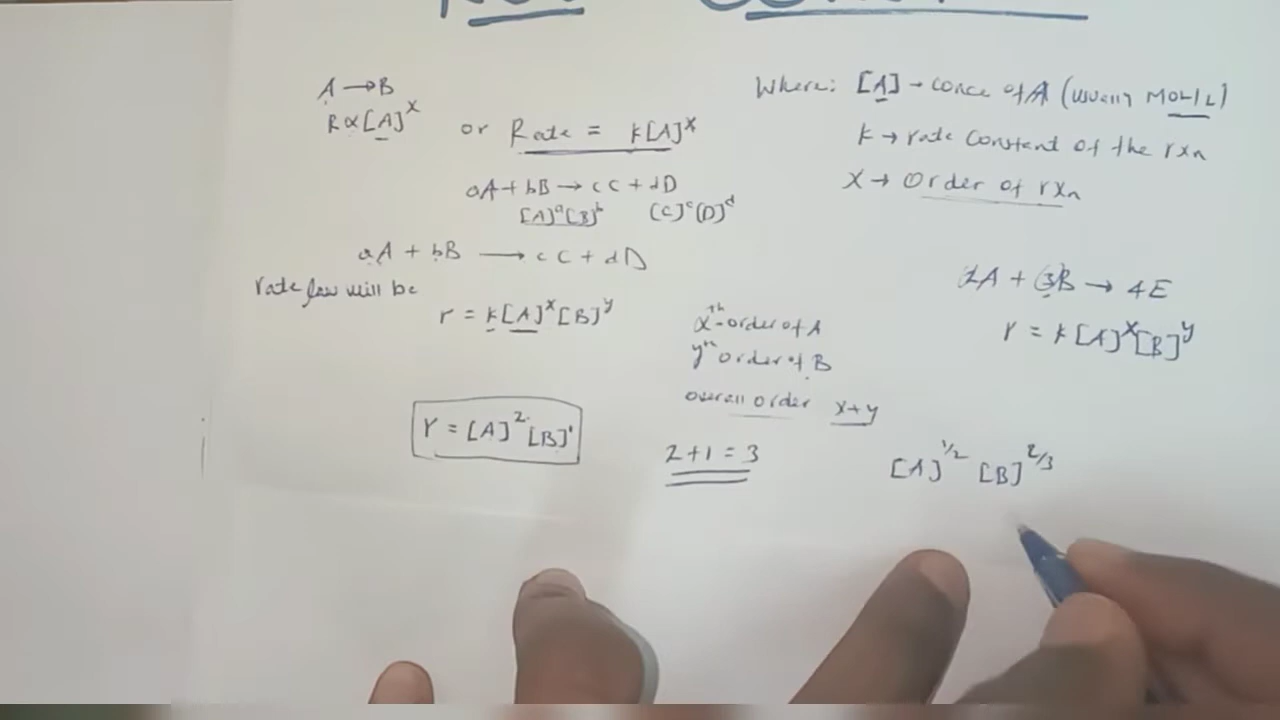 A → B
R ∝ [A]^x or Rate = k[A]^x
aA + bB → cC + dD
[A]^a [B]^b [C]^c (D]^d
aA + bB → cC + dD
rate law will be
r = k[A]^x [B]^y
r = [A]^2 [B]^1
Where: [A] → conce of A (usually MOL/L)
k → rate constant of the rxn
x → Order of rxn
x^th - order of A
y^th order of B
overall order x+y
2+1 = 3
2A + (3)B → 4E
r = k [A]^x [B]^y
[A]^1/2 [B]^2/3